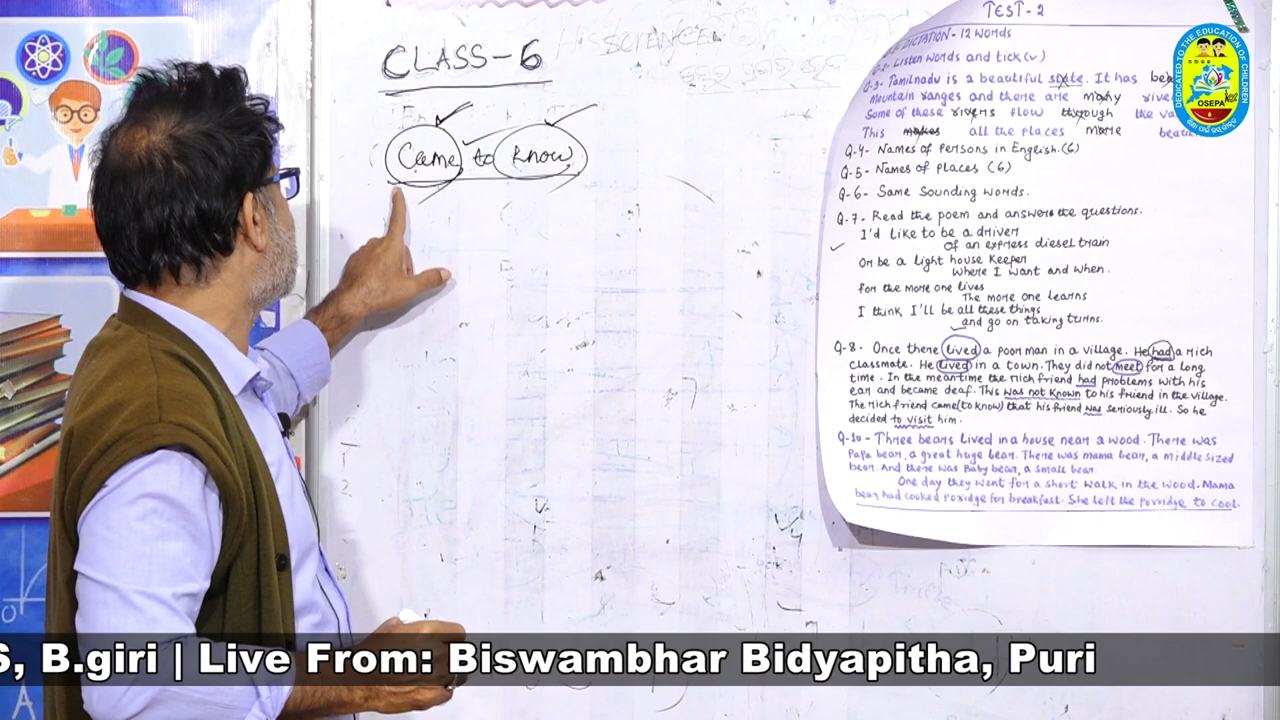 CLASS-6
SCIENCE
Came to know
TEST-2
DICTATION-12 WORDS
Listen words and tick(✓)
Q-3- Tamilnadu is a beautiful state. It has
mountain ranges and there are many
Some of these rivers flow through the
This makes all the places more
Q-4- Names of Persons in English.(6)
Q-5- Names of places (6)
Q-6- Same Sounding words.
Q-7- Read the poem and answers the questions.
I'd like to be a driver
Of an express diesel train
Or be a light house Keeper
Where I want and when.
For the more one lives
The more one learns
I think I'll be all these things
and go on taking turns.
Q-8- Once there lived a poor man in a village. He had a rich
classmate. He lived in a town. They did not meet for a long
time. In the meantime the rich friend had problems with his
ear and became deaf. This was not known to his friend in the village.
The rich friend came (to know) that his friend was seriously ill. So he
decided to visit him.
Q-10- Three bears lived in a house near a wood. There was
Papa bear, a great huge bear. There was mama bear, a middle sized
bear. And there was Baby bear, a small bear
One day they went for a short walk in the wood. Mama
bear had cooked Poridge for breakfast. She left the porridge to cool.
DEDICATED TO THE EDUCATION OF CHILDREN
OSEPA
S, B.giri | Live From: Biswambhar Bidyapitha, Puri